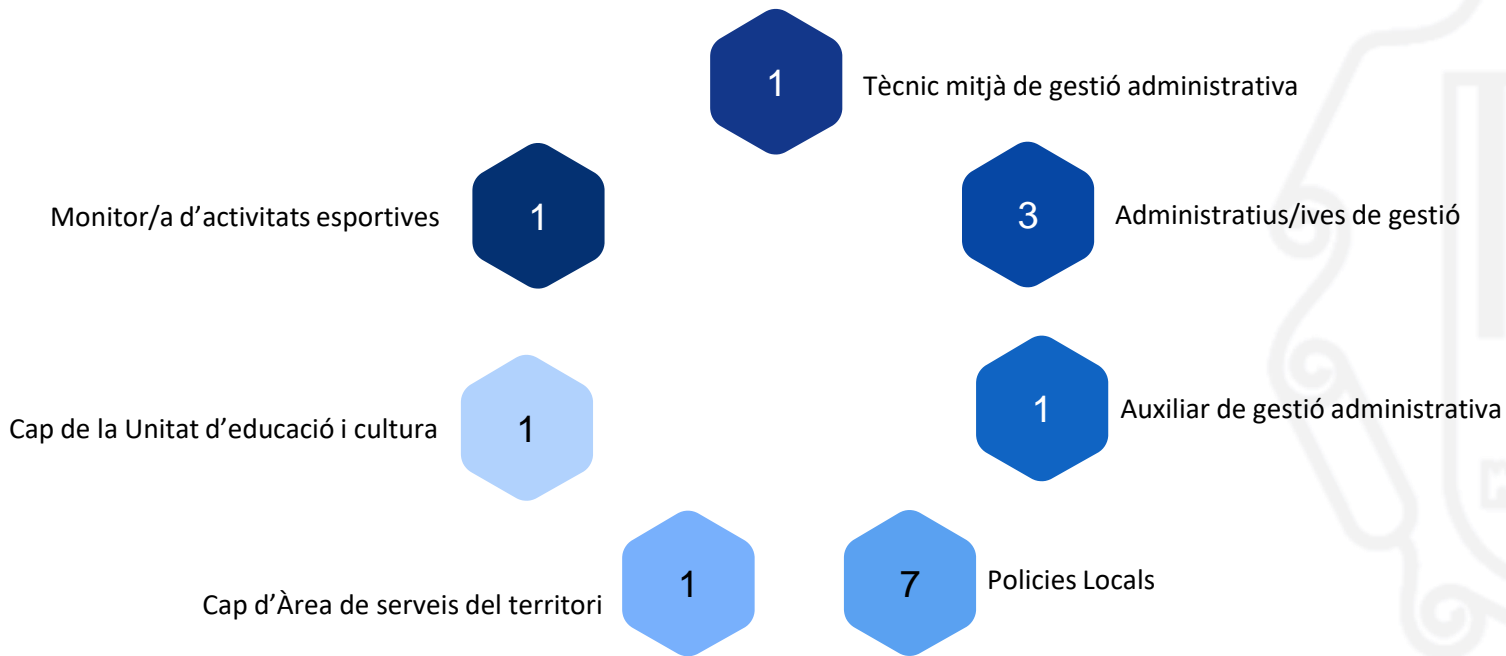 1
Tècnic mitjà de gestió administrativa
Monitor/a d’activitats esportives
1
3
Administratius/ives de gestió
Cap de la Unitat d’educació i cultura
1
1
Auxiliar de gestió administrativa
Cap d’Àrea de serveis del territori
1
7
Policies Locals